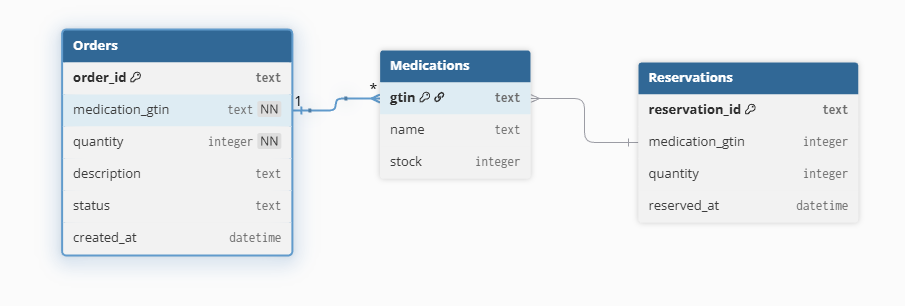 Orders
order_id text
medication_gtin text NN
quantity integer NN
description text
status text
created_at datetime
1
*
Medications
gtin text
name text
stock integer
Reservations
reservation_id text
medication_gtin integer
quantity integer
reserved_at datetime